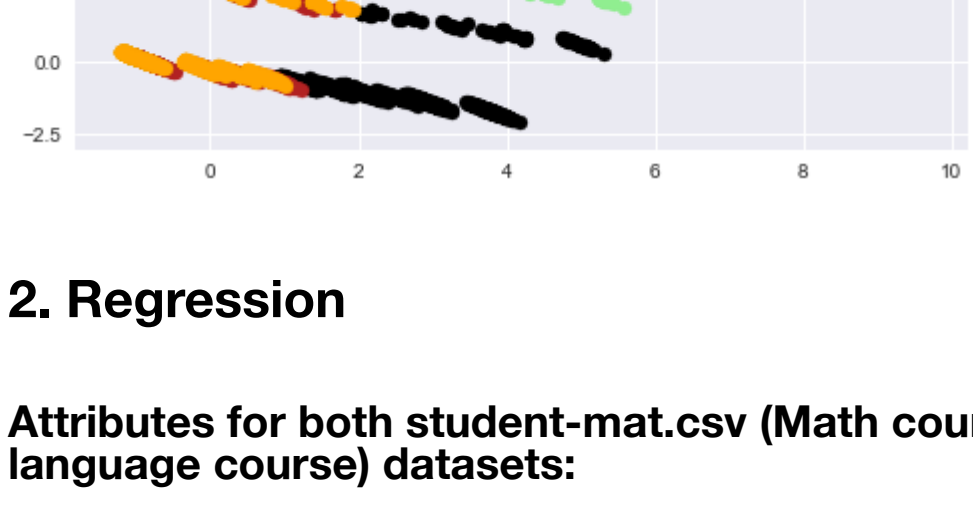 0.0
−2.5
0 2 4 6 8 10
2. Regression
Attributes for both student-mat.csv (Math
language course) datasets: